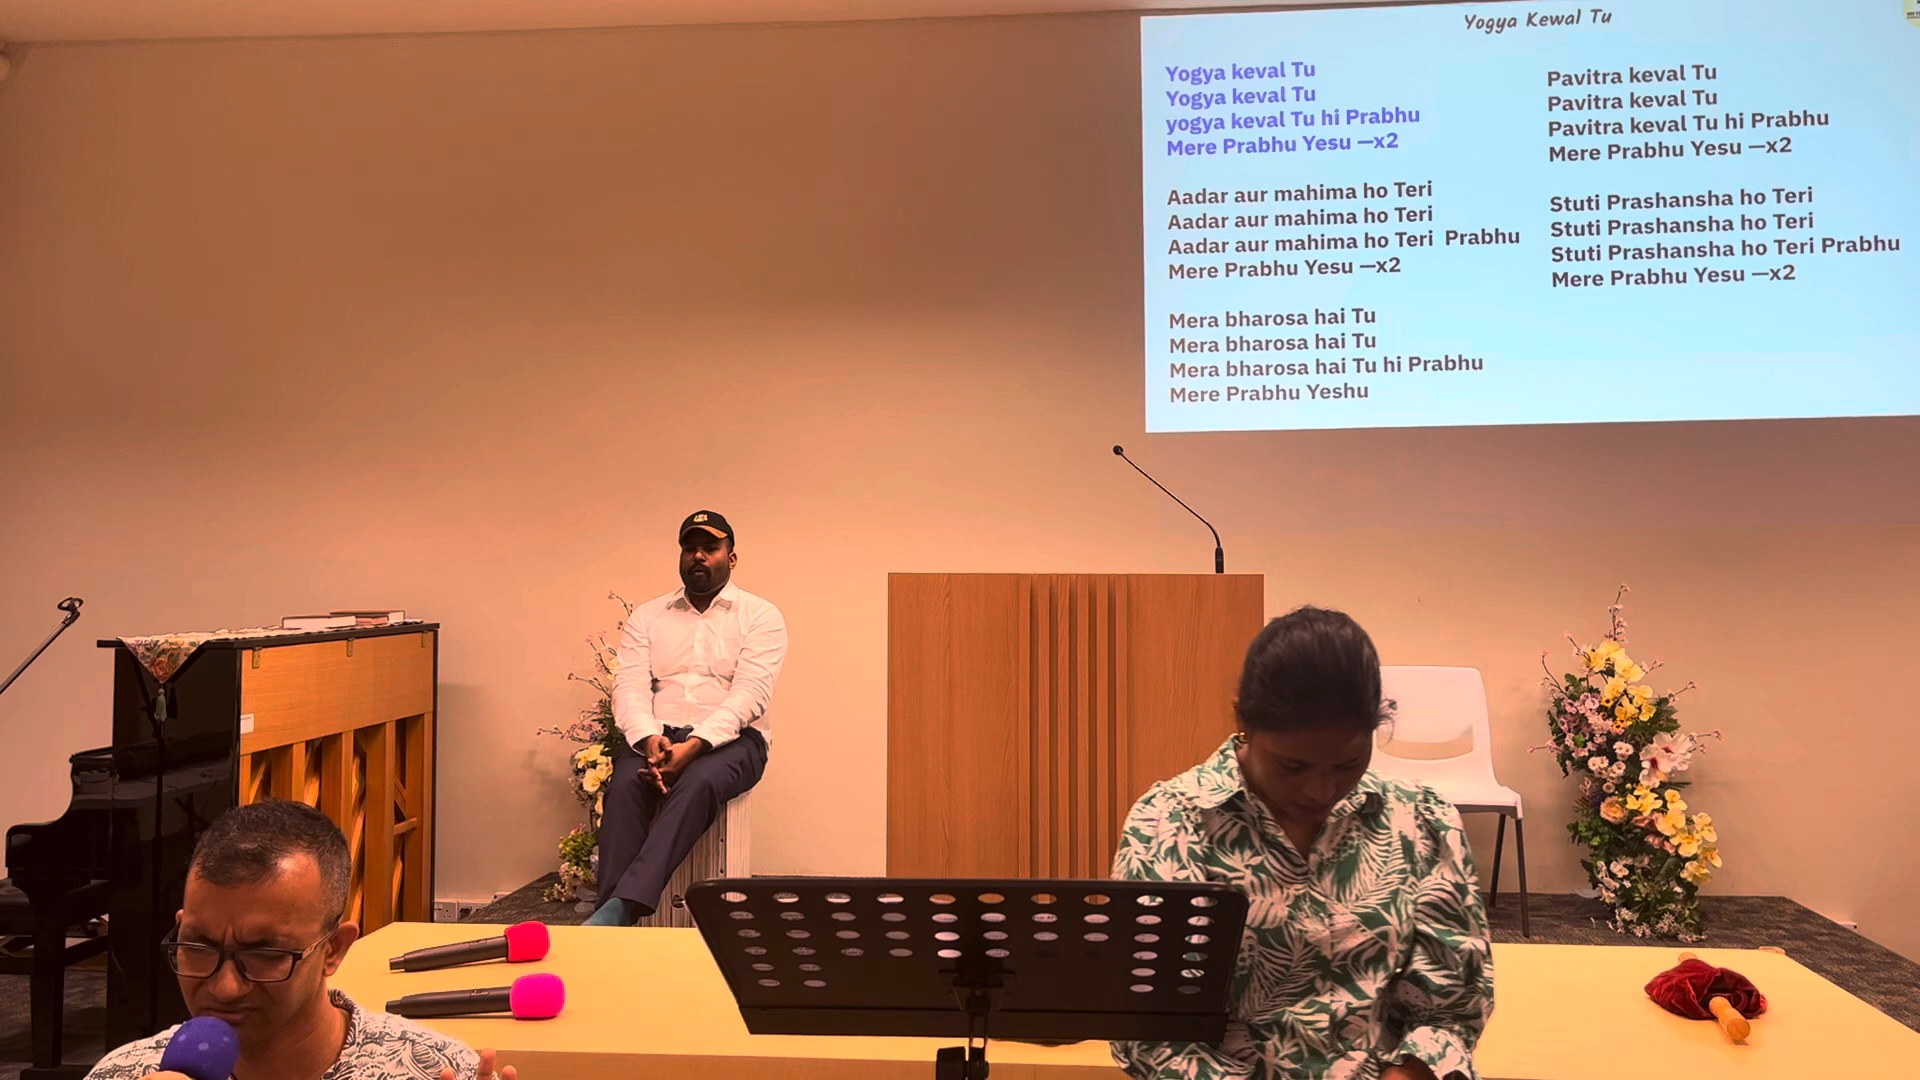 Yogya Kewal Tu
Yogya keval Tu
Yogya keval Tu
yogya keval Tu hi Prabhu
Mere Prabhu Yesu —x2
Aadar aur mahima ho Teri
Aadar aur mahima ho Teri
Aadar aur mahima ho Teri Prabhu
Mere Prabhu Yesu —x2
Mera bharosa hai Tu
Mera bharosa hai Tu
Mera bharosa hai Tu hi Prabhu
Mere Prabhu Yeshu
Pavitra keval Tu
Pavitra keval Tu
Pavitra keval Tu hi Prabhu
Mere Prabhu Yesu —x2
Stuti Prashansha ho Teri
Stuti Prashansha ho Teri
Stuti Prashansha ho Teri Prabhu
Mere Prabhu Yesu —x2